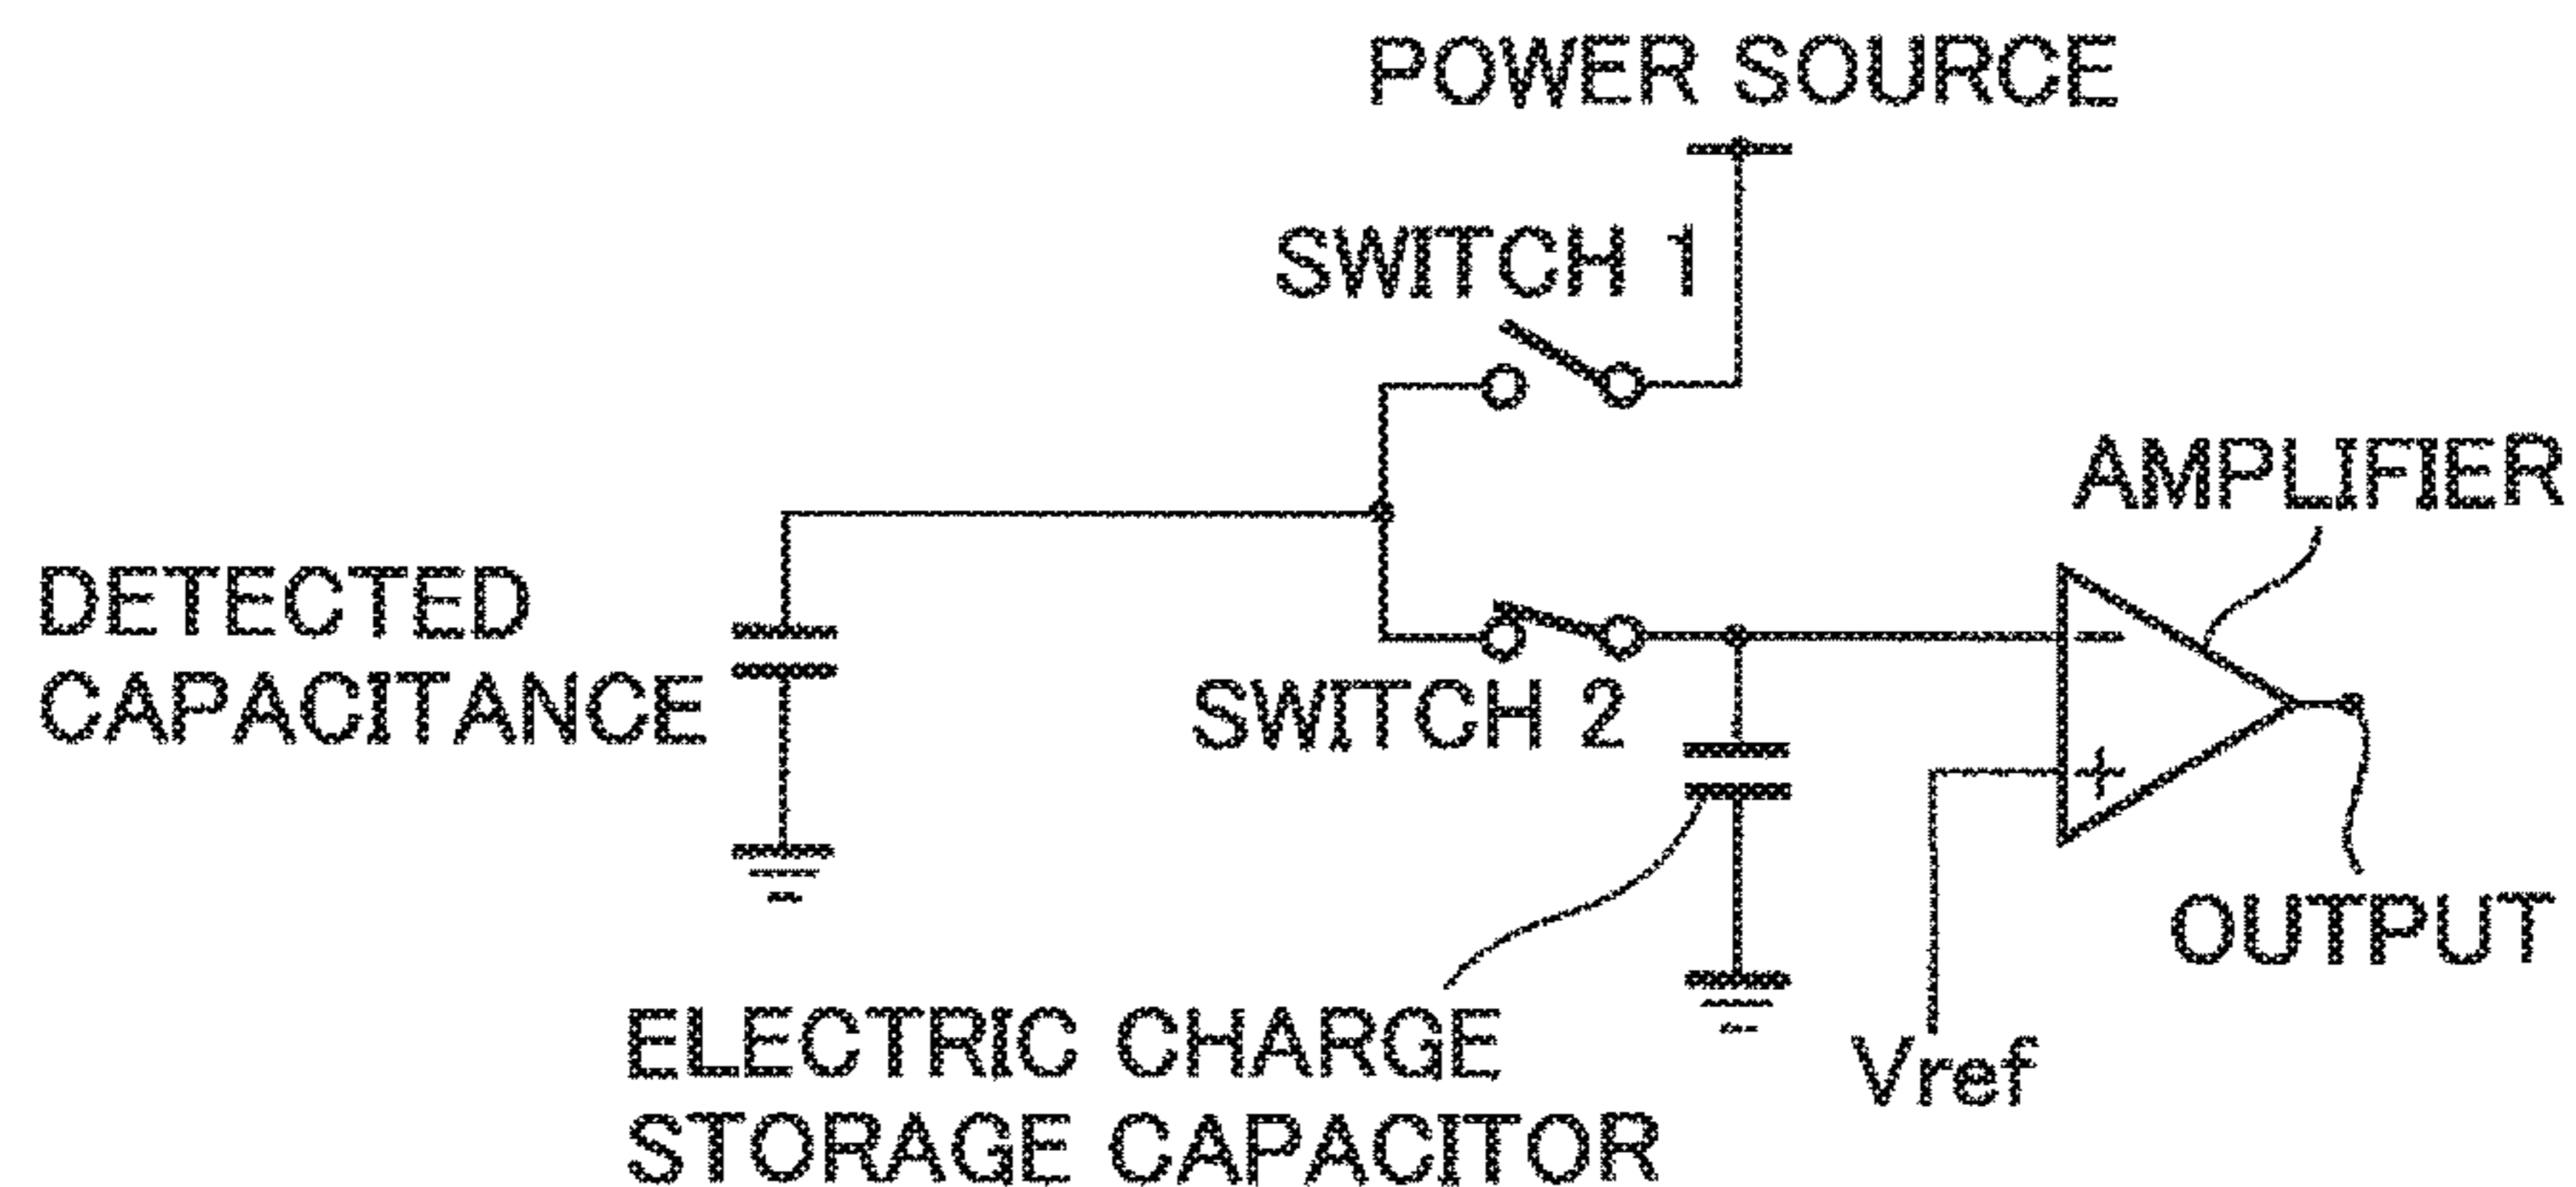 POWER SOURCE
SWITCH 1
AMPLIFIER
DETECTED
CAPACITANCE
SWITCH 2
−
+
OUTPUT
ELECTRIC CHARGE
STORAGE CAPACITOR
Vref